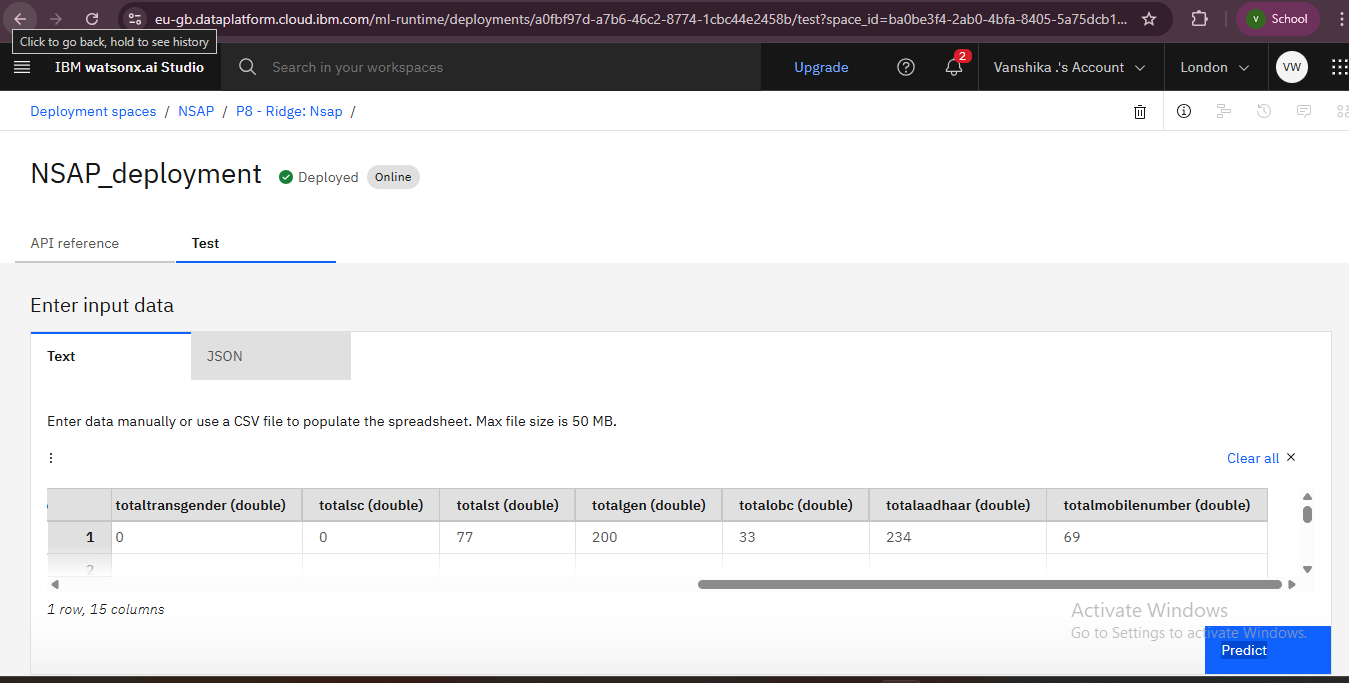 eu-gb.dataplatform.cloud.ibm.com/ml-runtime/deployments/a0fbf97d-a7b6-46c2-8774-1cbc44e2458b/test?space_id=ba0be3f4-2ab0-4bfa-8405-5a75dcb1... V School
Click to go back, hold to see history
IBM watsonx.ai Studio Search in your workspaces Upgrade 2 Vanshika .'s Account London VW
Deployment spaces / NSAP / P8 - Ridge: Nsap /
NSAP_deployment Deployed Online
API reference Test
Enter input data
Text JSON
Enter data manually or use a CSV file to populate the spreadsheet. Max file size is 50 MB.
Clear all ×
totaltransgender (double) totalsc (double) totalst (double) totalgen (double) totalobc (double) totalaadhaar (double) totalmobilenumber (double)
1 0 0 77 200 33 234 69
2
1 row, 15 columns
Activate Windows
Go to Settings to activate Windows.
Predict